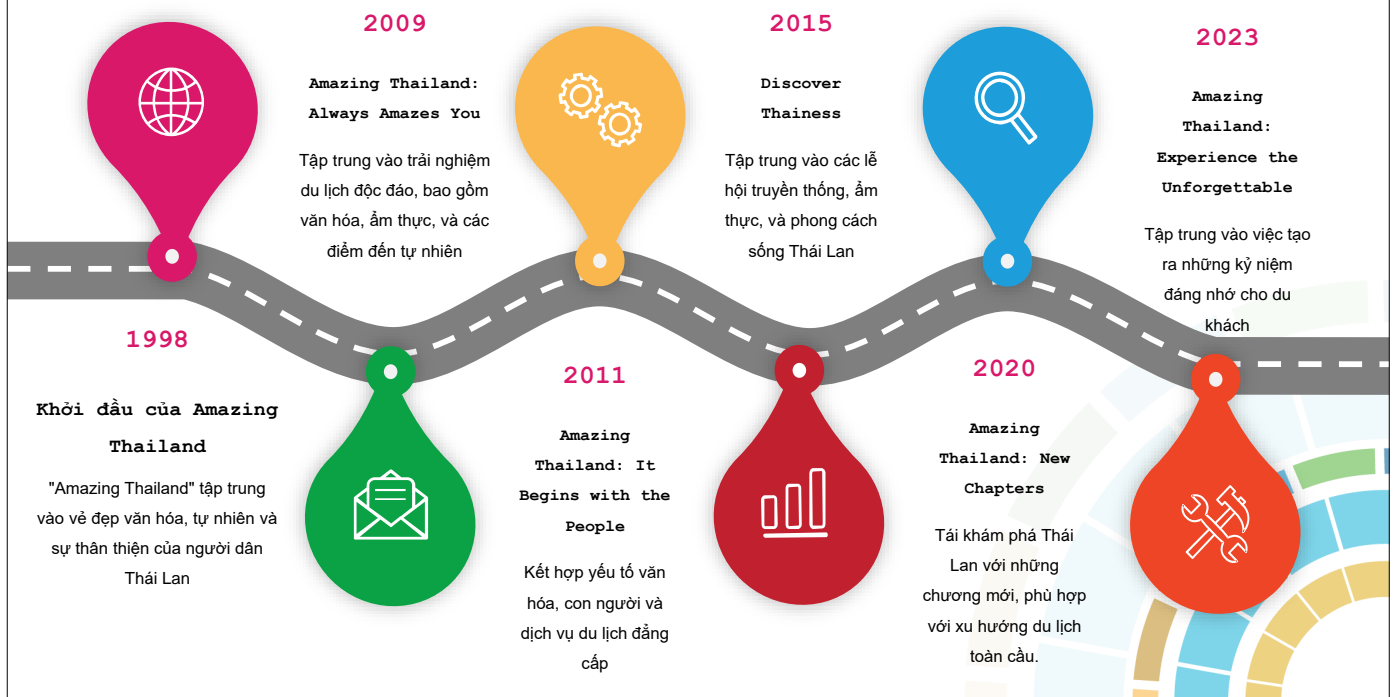 1998
Khởi đầu của Amazing
Thailand
"Amazing Thailand" tập trung
vào vẻ đẹp văn hóa, tự nhiên và
sự thân thiện của người dân
Thái Lan
2009
Amazing Thailand:
Always Amazes You
Tập trung vào trải nghiệm
du lịch độc đáo, bao gồm
văn hóa, ẩm thực, và các
điểm đến tự nhiên
2011
Amazing
Thailand: It
Begins with the
People
Kết hợp yếu tố văn
hóa, con người và
dịch vụ du lịch đẳng
cấp
2015
Discover
Thainess
Tập trung vào các lễ
hội truyền thống, ẩm
thực, và phong cách
sống Thái Lan
2020
Amazing
Thailand: New
Chapters
Tái khám phá Thái
Lan với những
chương mới, phù hợp
với xu hướng du lịch
toàn cầu.
2023
Amazing
Thailand:
Experience the
Unforgettable
Tập trung vào việc tạo
ra những kỷ niệm
đáng nhớ cho du
khách